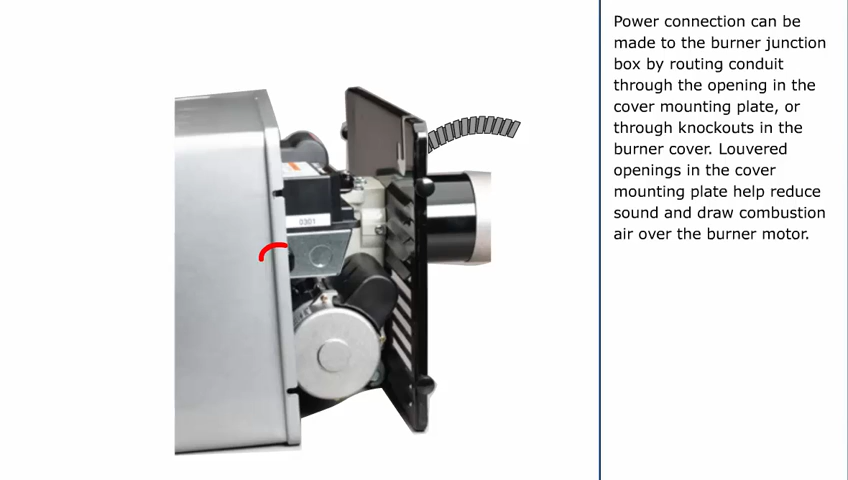 Power connection can be
made to the burner junction
box by routing conduit
through the opening in the
cover mounting plate, or
through knockouts in the
burner cover. Louvered
openings in the cover
mounting plate help reduce
sound and draw combustion
air over the burner motor.
0301